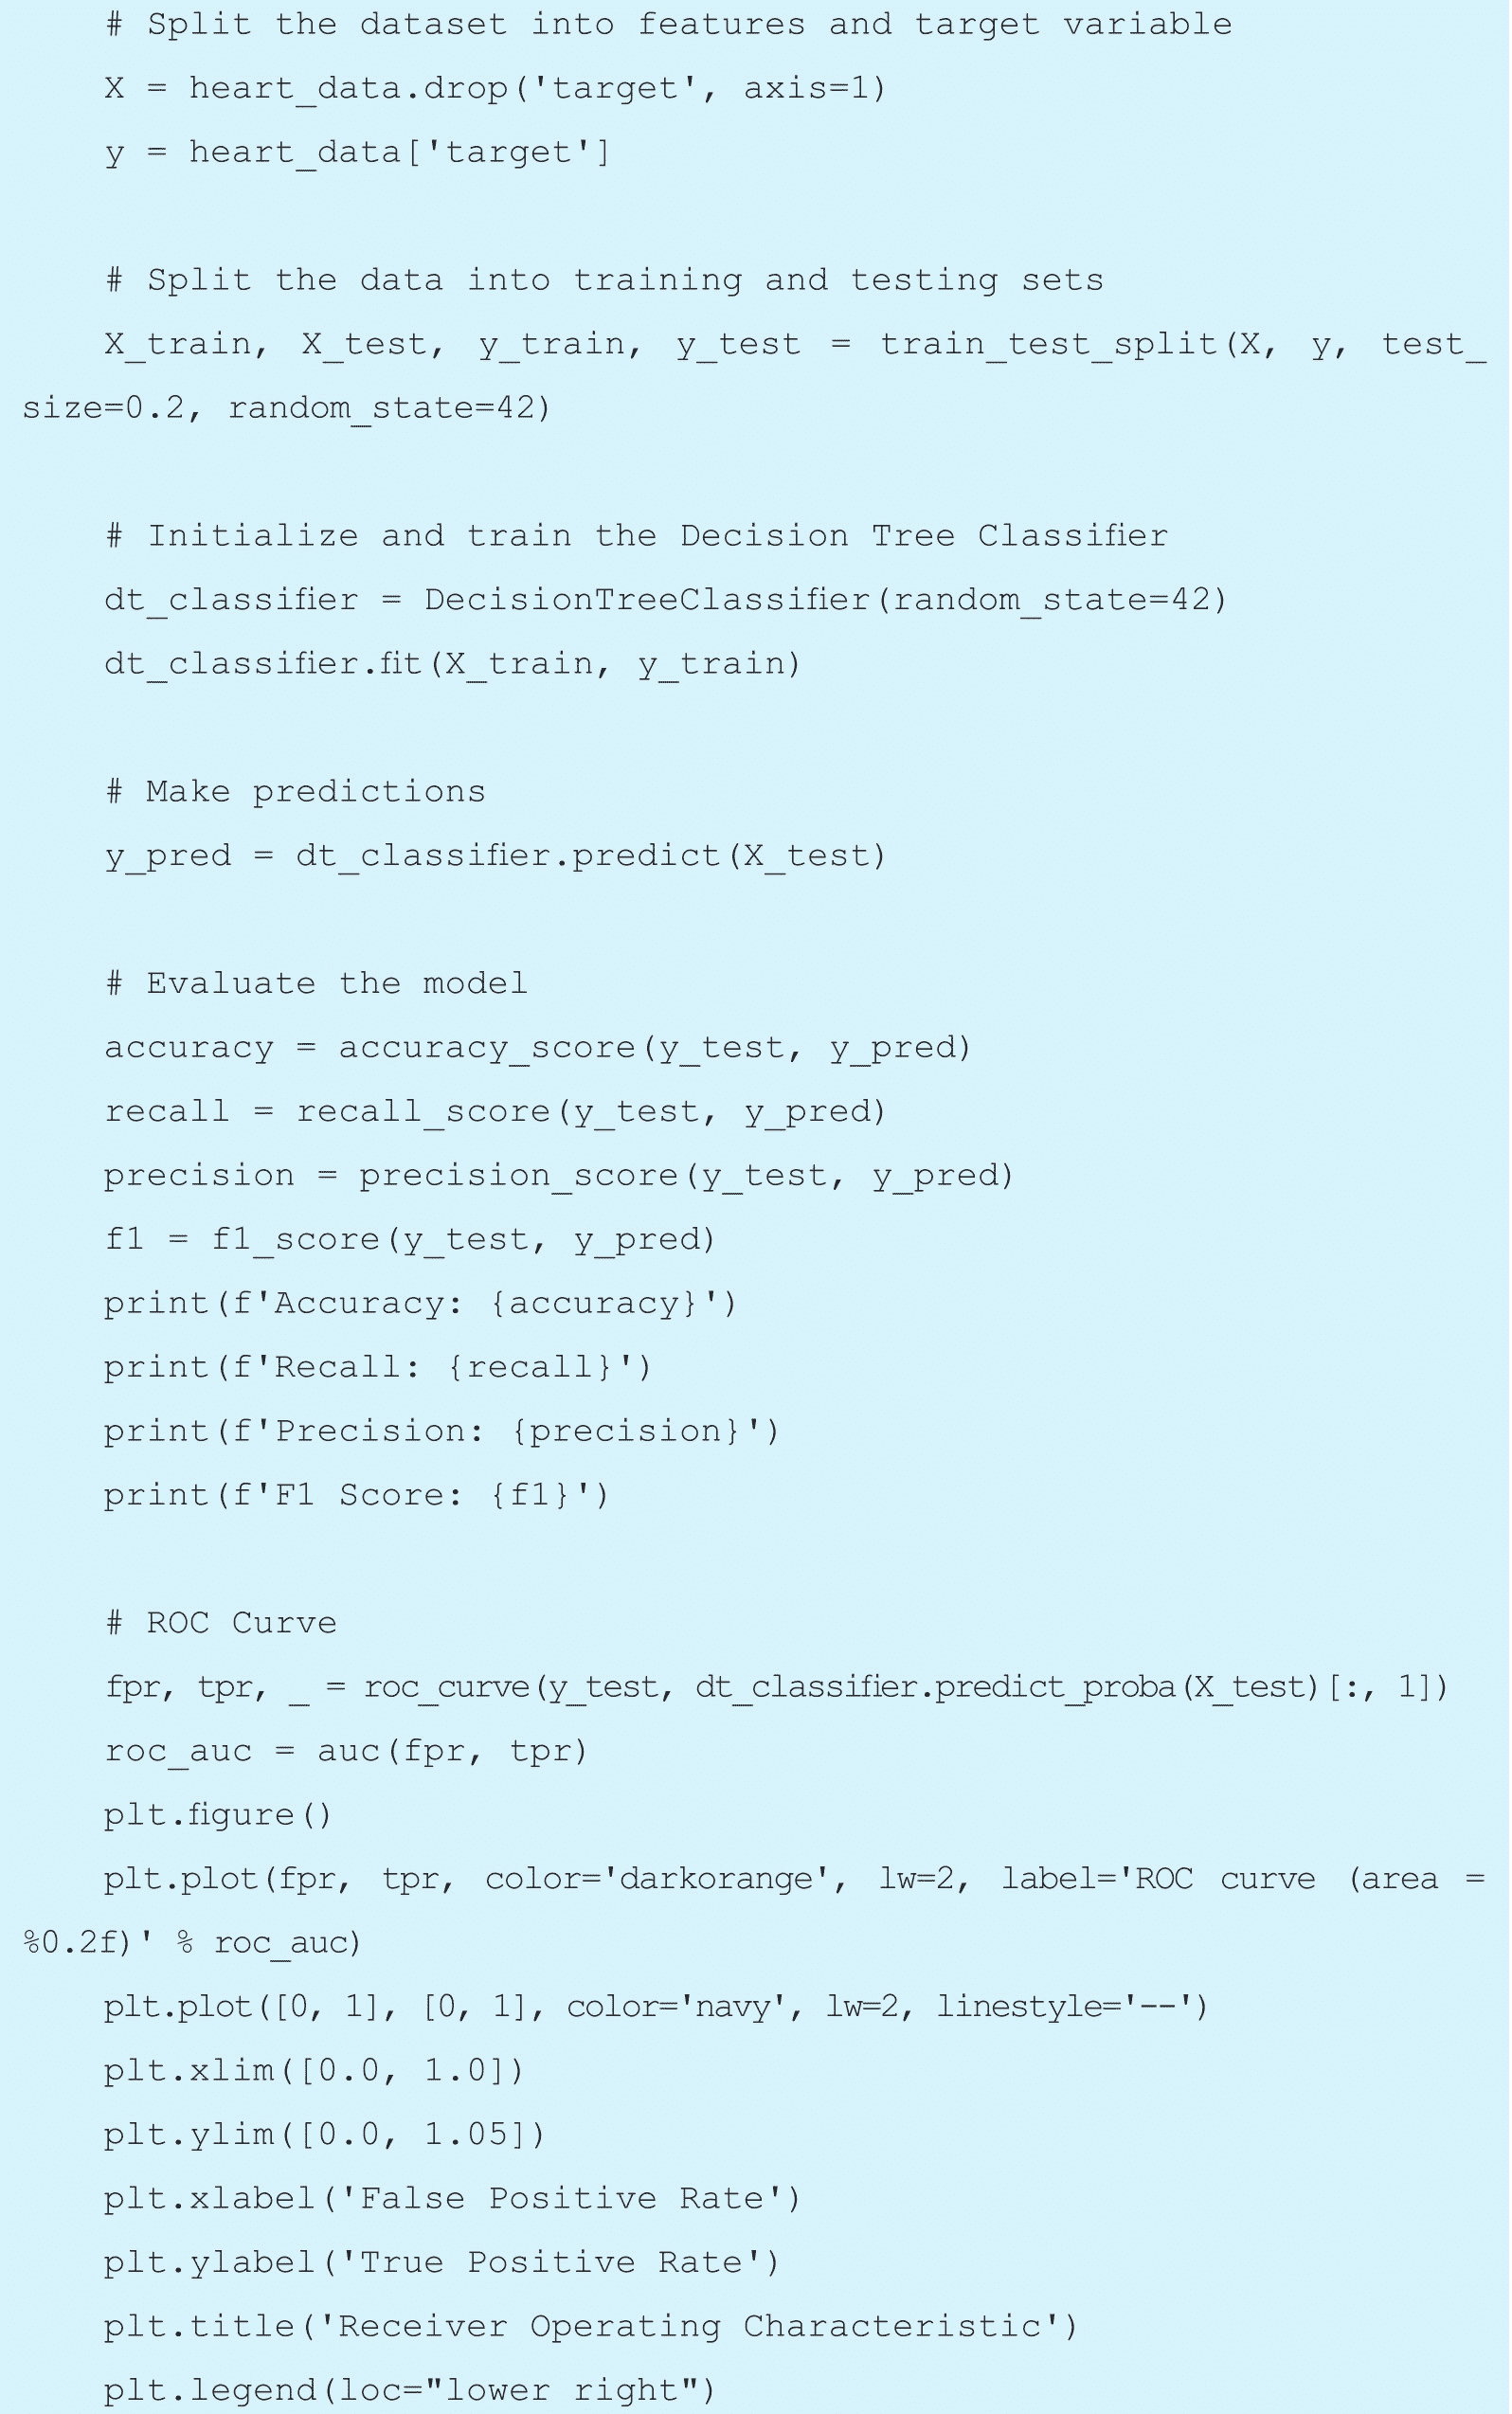 # Split the dataset into features and target variable
X = heart_data.drop('target', axis=1)
y = heart_data['target']
# Split the data into training and testing sets
X_train, X_test, y_train, y_test = train_test_split(X, y, test_
size=0.2, random_state=42)
# Initialize and train the Decision Tree Classifier
dt_classifier = DecisionTreeClassifier(random_state=42)
dt_classifier.fit(X_train, y_train)
# Make predictions
y_pred = dt_classifier.predict(X_test)
# Evaluate the model
accuracy = accuracy_score(y_test, y_pred)
recall = recall_score(y_test, y_pred)
precision = precision_score(y_test, y_pred)
f1 = f1_score(y_test, y_pred)
print(f'Accuracy: {accuracy}')
print(f'Recall: {recall}')
print(f'Precision: {precision}')
print(f'F1 Score: {f1}')
# ROC Curve
fpr, tpr, _ = roc_curve(y_test, dt_classifier.predict_proba(X_test)[:, 1])
roc_auc = auc(fpr, tpr)
plt.figure()
plt.plot(fpr, tpr, color='darkorange', lw=2, label='ROC curve (area =
%0.2f)' % roc_auc)
plt.plot([0, 1], [0, 1], color='navy', lw=2, linestyle='--')
plt.xlim([0.0, 1.0])
plt.ylim([0.0, 1.05])
plt.xlabel('False Positive Rate')
plt.ylabel('True Positive Rate')
plt.title('Receiver Operating Characteristic')
plt.legend(loc="lower right")